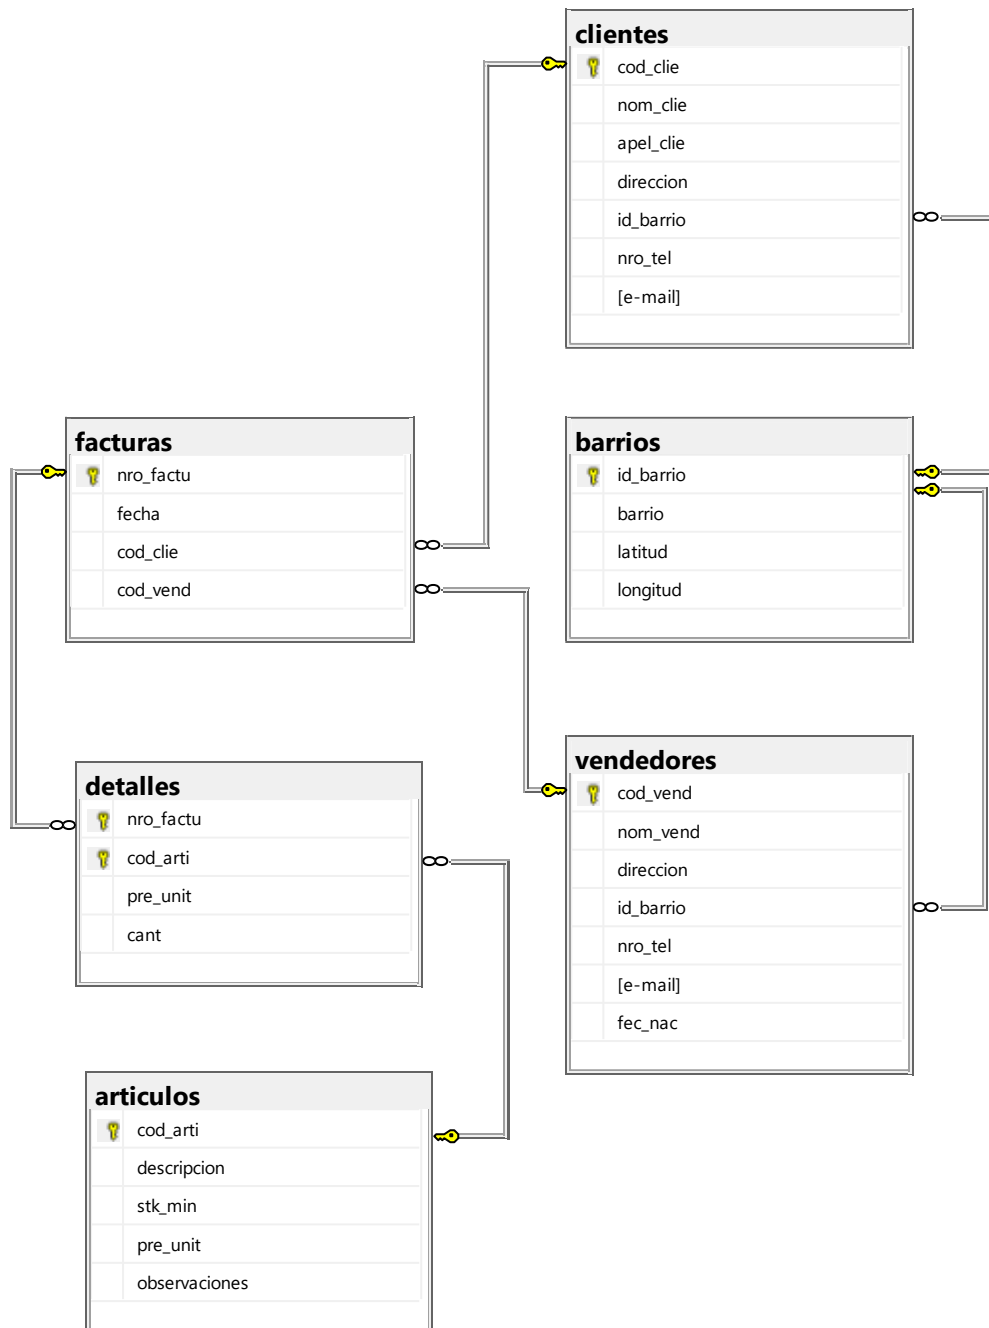 clientes
cod_clie
nom_clie
apel_clie
direccion
id_barrio
nro_tel
[e-mail]
facturas
nro_factu
fecha
cod_clie
cod_vend
barrios
id_barrio
barrio
latitud
longitud
detalles
nro_factu
cod_arti
pre_unit
cant
vendedores
cod_vend
nom_vend
direccion
id_barrio
nro_tel
[e-mail]
fec_nac
articulos
cod_arti
descripcion
stk_min
pre_unit
observaciones